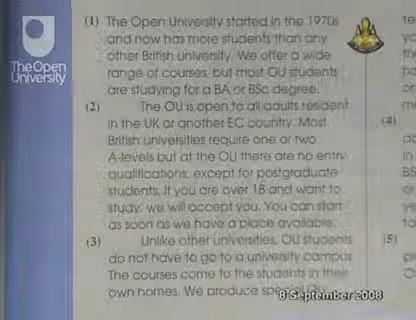 The Open
University
(1) The Open University started in the 1970s
and now has more students than any
other British university. We offer a wide
range of courses, but most OU students
are studying for a BA or BSc degree.
(2) The OU is open to all adults resident
in the UK or another EC country. Most
British universities require one or two
A-levels but at the OU there are no entry
qualifications, except for postgraduate
students. If you are over 18 and want to
study, we will accept you. You can start
as soon as we have a place available.
(3) Unlike other universities, OU students
do not have to go to a university campus
The courses come to the students in their
own homes. We produce special
8 September 2008
(4)
(5)